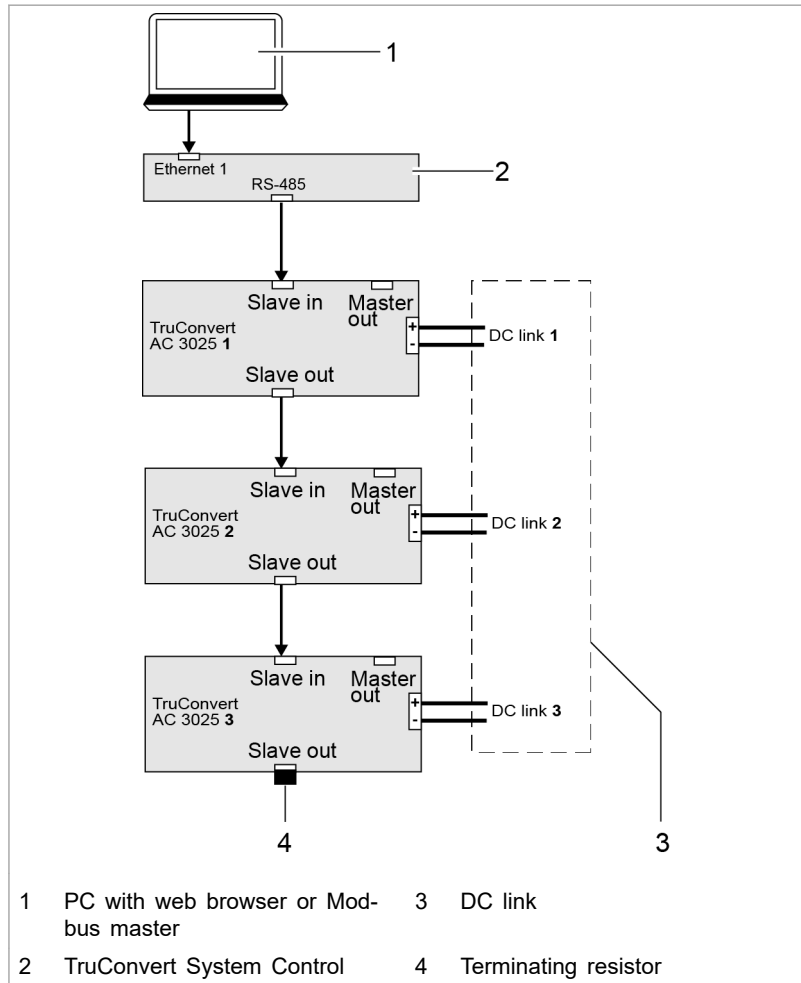 1
Ethernet 1
RS-485
2
Slave in
Master
out
TruConvert
AC 3025 1
+
-
DC link 1
Slave out
Slave in
Master
out
TruConvert
AC 3025 2
+
-
DC link 2
Slave out
Slave in
Master
out
TruConvert
AC 3025 3
+
-
DC link 3
Slave out
4
3
1 PC with web browser or Mod-
bus master
3 DC link
2 TruConvert System Control
4 Terminating resistor